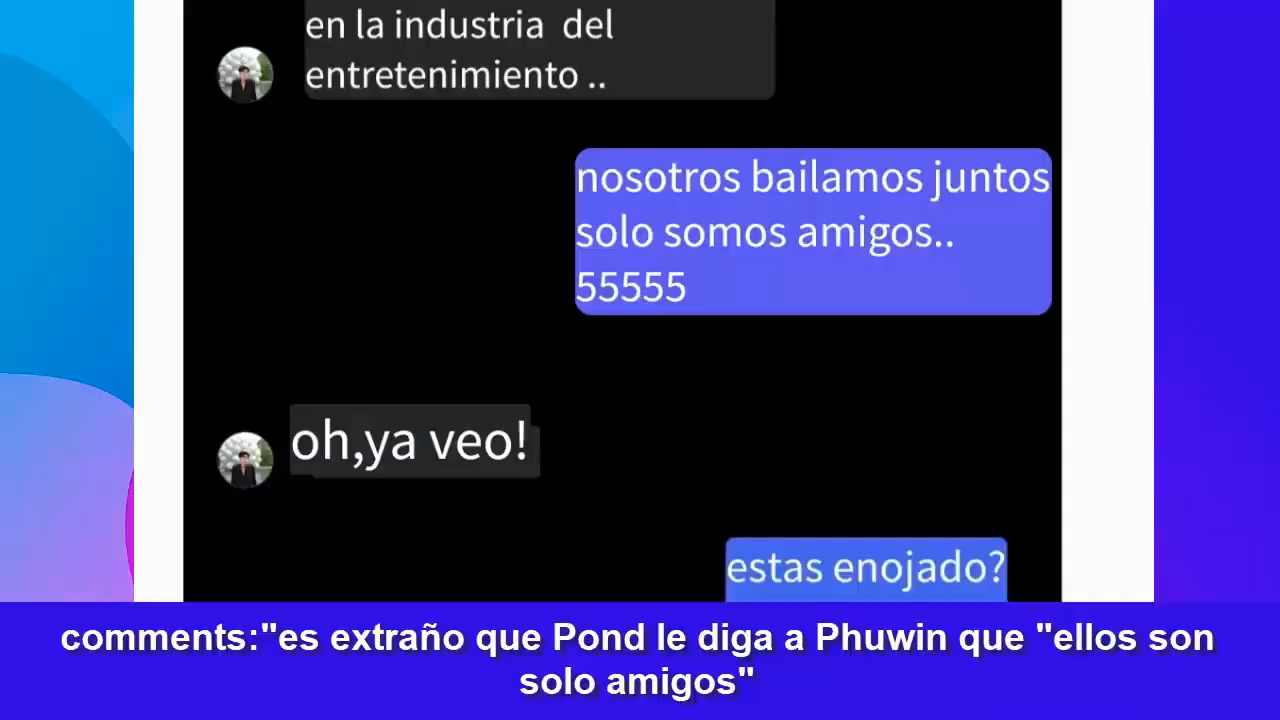 en la industria  del
entretenimiento ..
nosotros bailamos juntos
solo somos amigos..
55555
oh,ya veo!
estas enojado?
comments:"es extraño que Pond le diga a Phuwin que "ellos son
solo amigos"